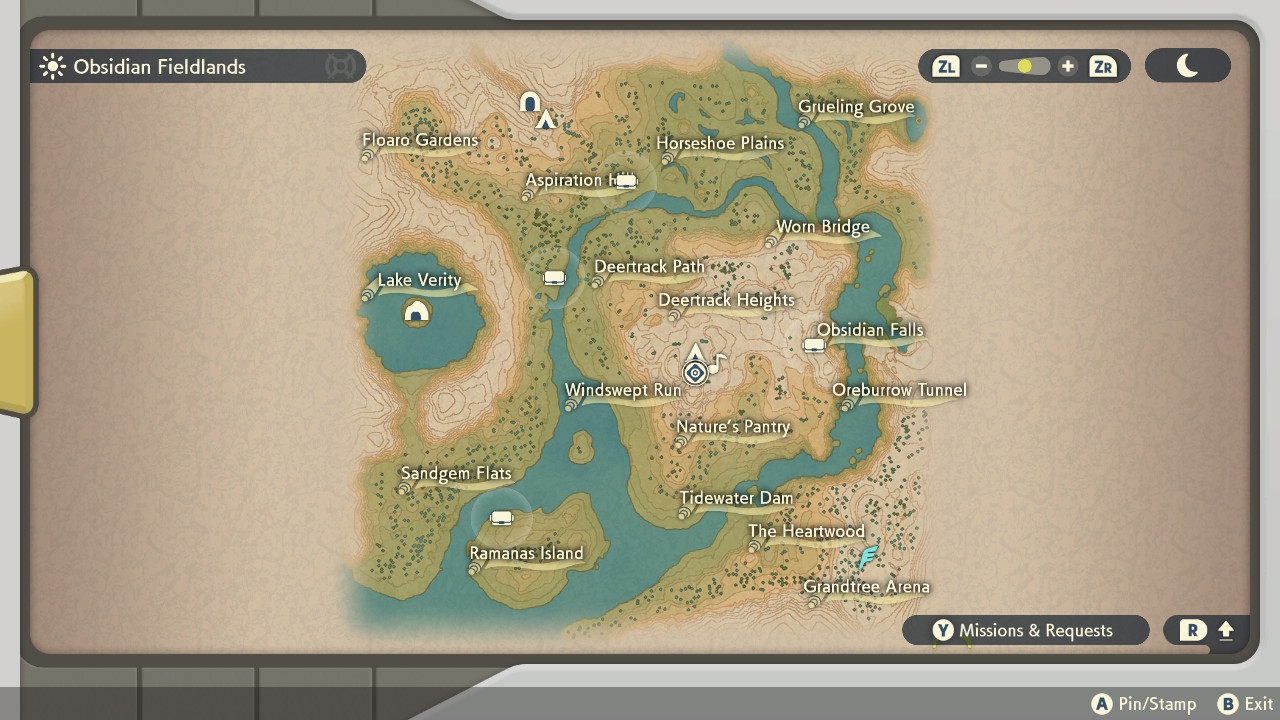 Obsidian Fieldlands
ZL
ZR
Grueling Grove
Floaro Gardens
Horseshoe Plains
Aspiration Hill
Worn Bridge
Deertrack Path
Lake Verity
Deertrack Heights
Obsidian Falls
Windswept Run
Oreburrow Tunnel
Nature's Pantry
Sandgem Flats
Tidewater Dam
The Heartwood
Ramanas Island
Grandtree Arena
Y Missions & Requests
R
A Pin/Stamp B Exit